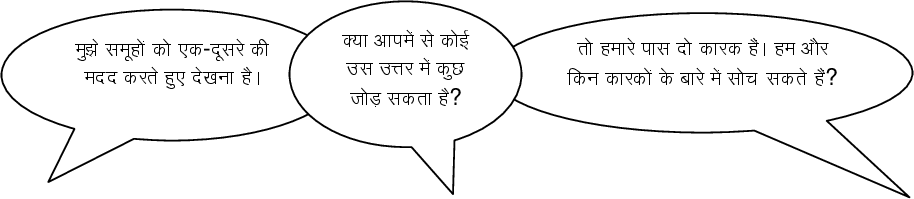 मुझे समूहों को एक-दूसरे की
मदद करते हुए देखना है।
क्या आपमें से कोई
उस उत्तर में कुछ
जोड़ सकता है?
तो हमारे पास दो कारक हैं। हम और
किन कारकों के बारे में सोच सकते हैं?